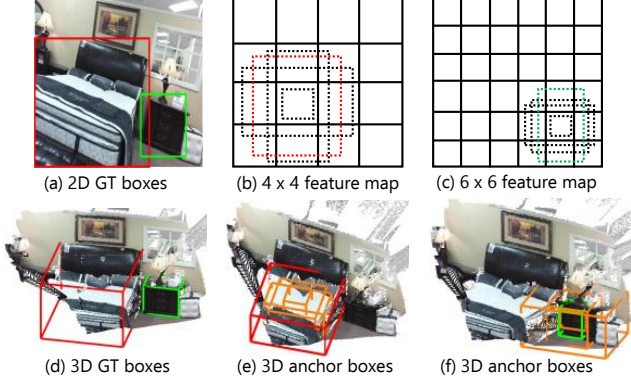 (a) 2D GT boxes
(b) 4 x 4 feature map
(c) 6 x 6 feature map
(d) 3D GT boxes
(e) 3D anchor boxes
(f) 3D anchor boxes